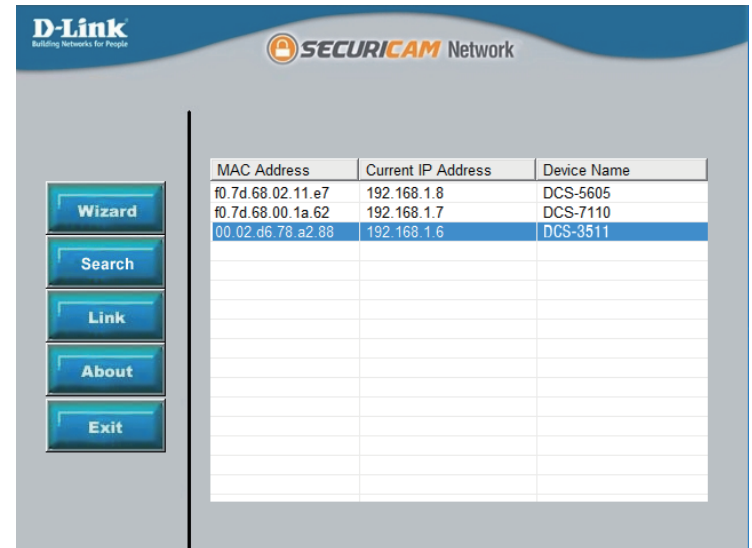 D-Link
Building Networks for People
SECURICAM Network
MAC Address Current IP Address Device Name
f0.7d.68.02.11.e7 192.168.1.8 DCS-5605
f0.7d.68.00.1a.62 192.168.1.7 DCS-7110
00.02.d6.78.a2.88 192.168.1.6 DCS-3511
Wizard
Search
Link
About
Exit